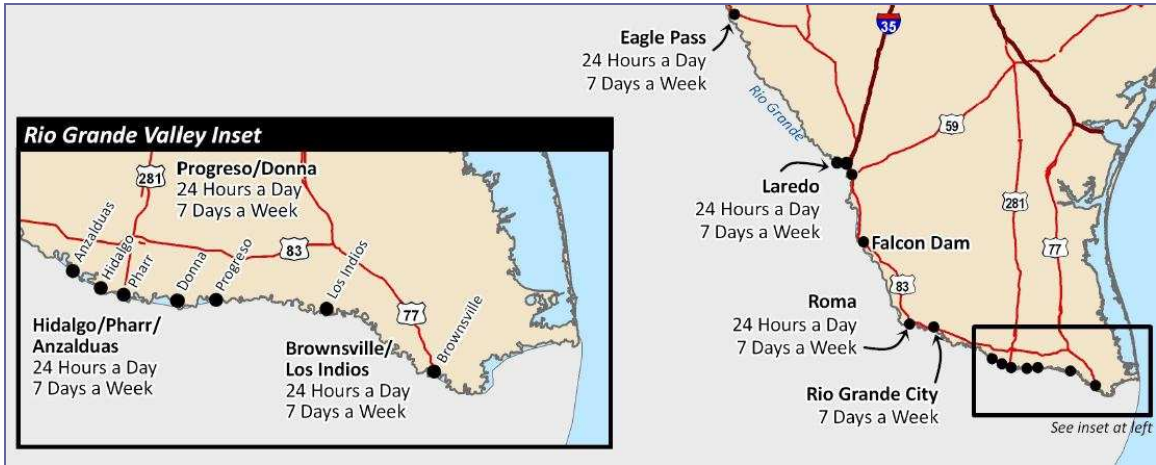 Eagle Pass
24 Hours a Day
7 Days a Week
35
Rio Grande
59
Laredo
24 Hours a Day
7 Days a Week
281
77
Falcon Dam
83
Roma
24 Hours a Day
7 Days a Week
Rio Grande City
7 Days a Week
See inset at left
Rio Grande Valley Inset
281
Progreso/Donna
24 Hours a Day
7 Days a Week
83
Anzalduas
Hidalgo
Pharr
Donna
Progreso
Los Indios
77
Brownsville
Hidalgo/Pharr/
Anzalduas
24 Hours a Day
7 Days a Week
Brownsville/
Los Indios
24 Hours a Day
7 Days a Week